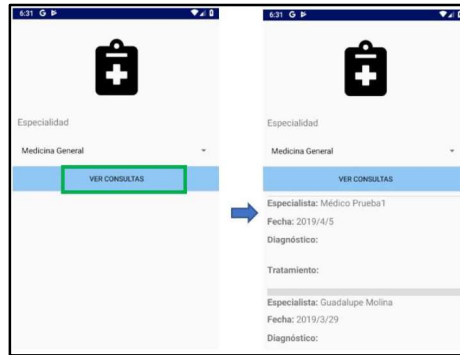 6:31 G
Especialidad
Medicina General
VER CONSULTAS
6:31 G
Especialidad
Medicina General
VER CONSULTAS
Especialista: Médico Prueba1
Fecha: 2019/4/5
Diagnóstico:
Tratamiento:
Especialista: Guadalupe Molina
Fecha: 2019/3/29
Diagnóstico: